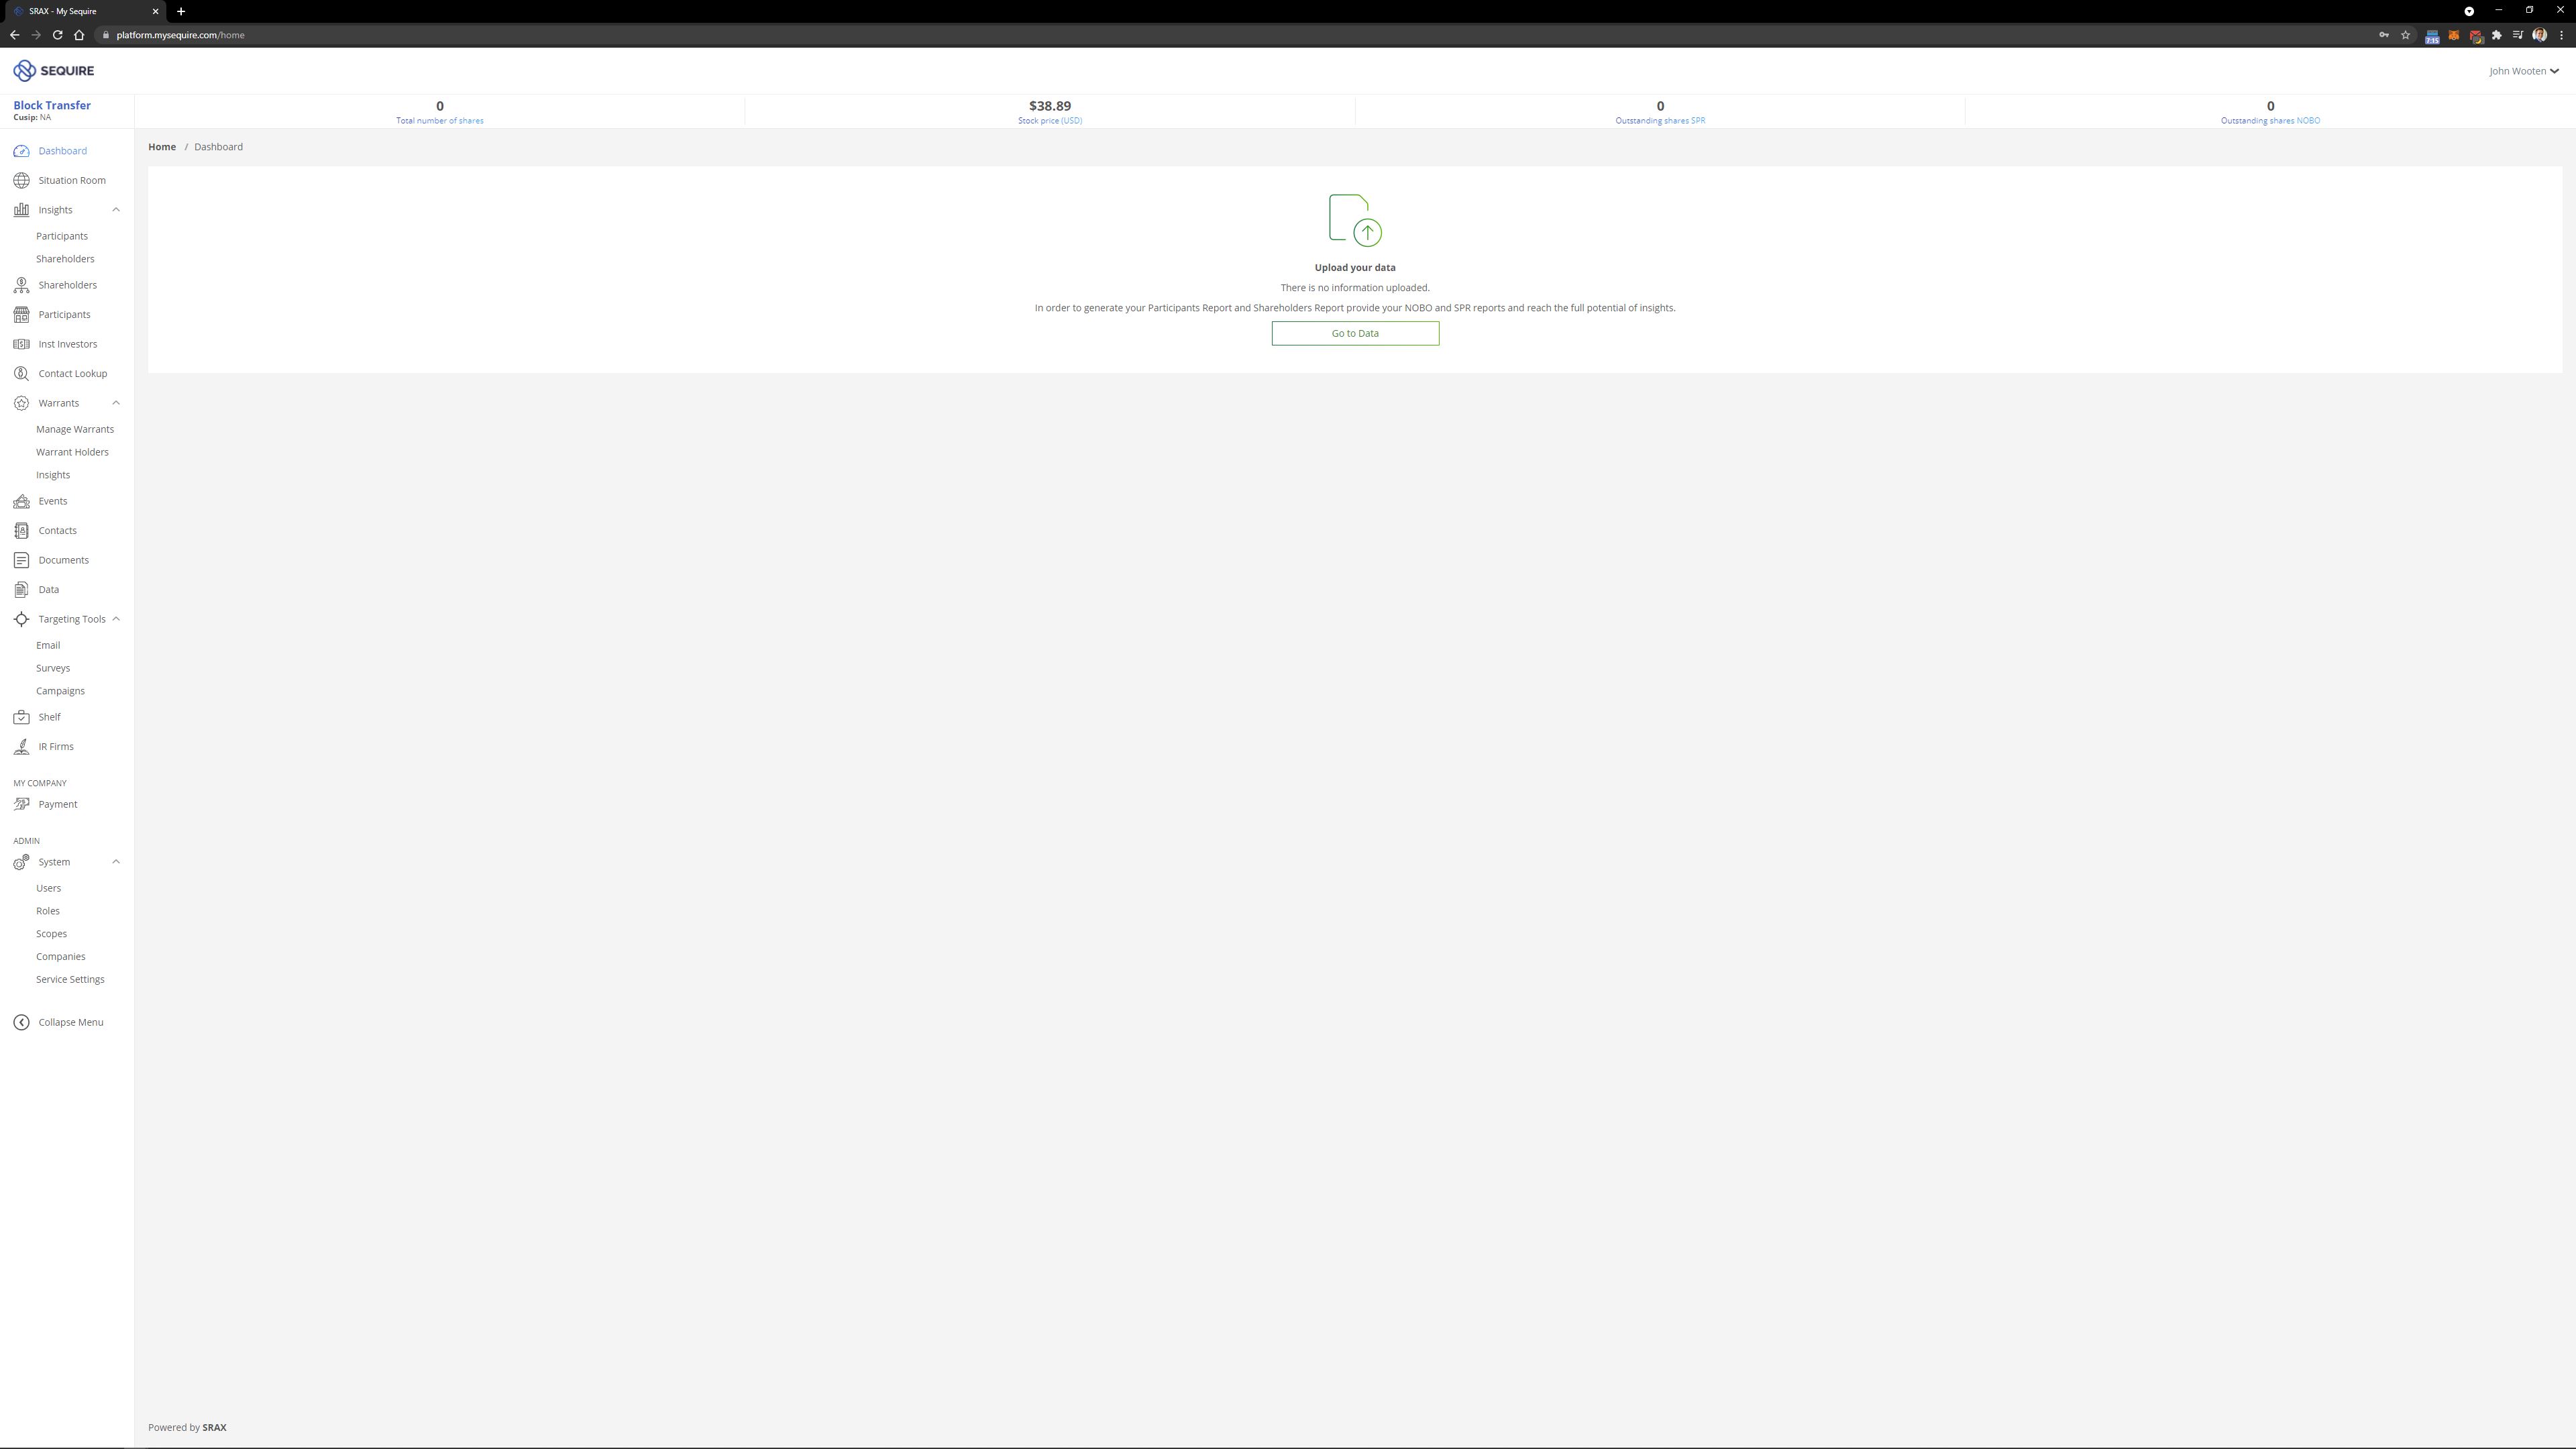 SRAX - My Sequire
platform.mysequire.com/home
7:15
SEQUIRE
John Wooten
Block Transfer
Cusip: NA
0
Total number of shares
$38.89
Stock price (USD)
0
Outstanding shares SPR
0
Outstanding shares NOBO
Home / Dashboard
Dashboard
Situation Room
Insights
Participants
Shareholders
Shareholders
Participants
Inst Investors
Contact Lookup
Warrants
Manage Warrants
Warrant Holders
Insights
Events
Contacts
Documents
Data
Targeting Tools
Email
Surveys
Campaigns
Shelf
IR Firms
MY COMPANY
Payment
ADMIN
System
Users
Roles
Scopes
Companies
Service Settings
Collapse Menu
Upload your data
There is no information uploaded.
In order to generate your Participants Report and Shareholders Report provide your NOBO and SPR reports and reach the full potential of insights.
Go to Data
Powered by SRAX